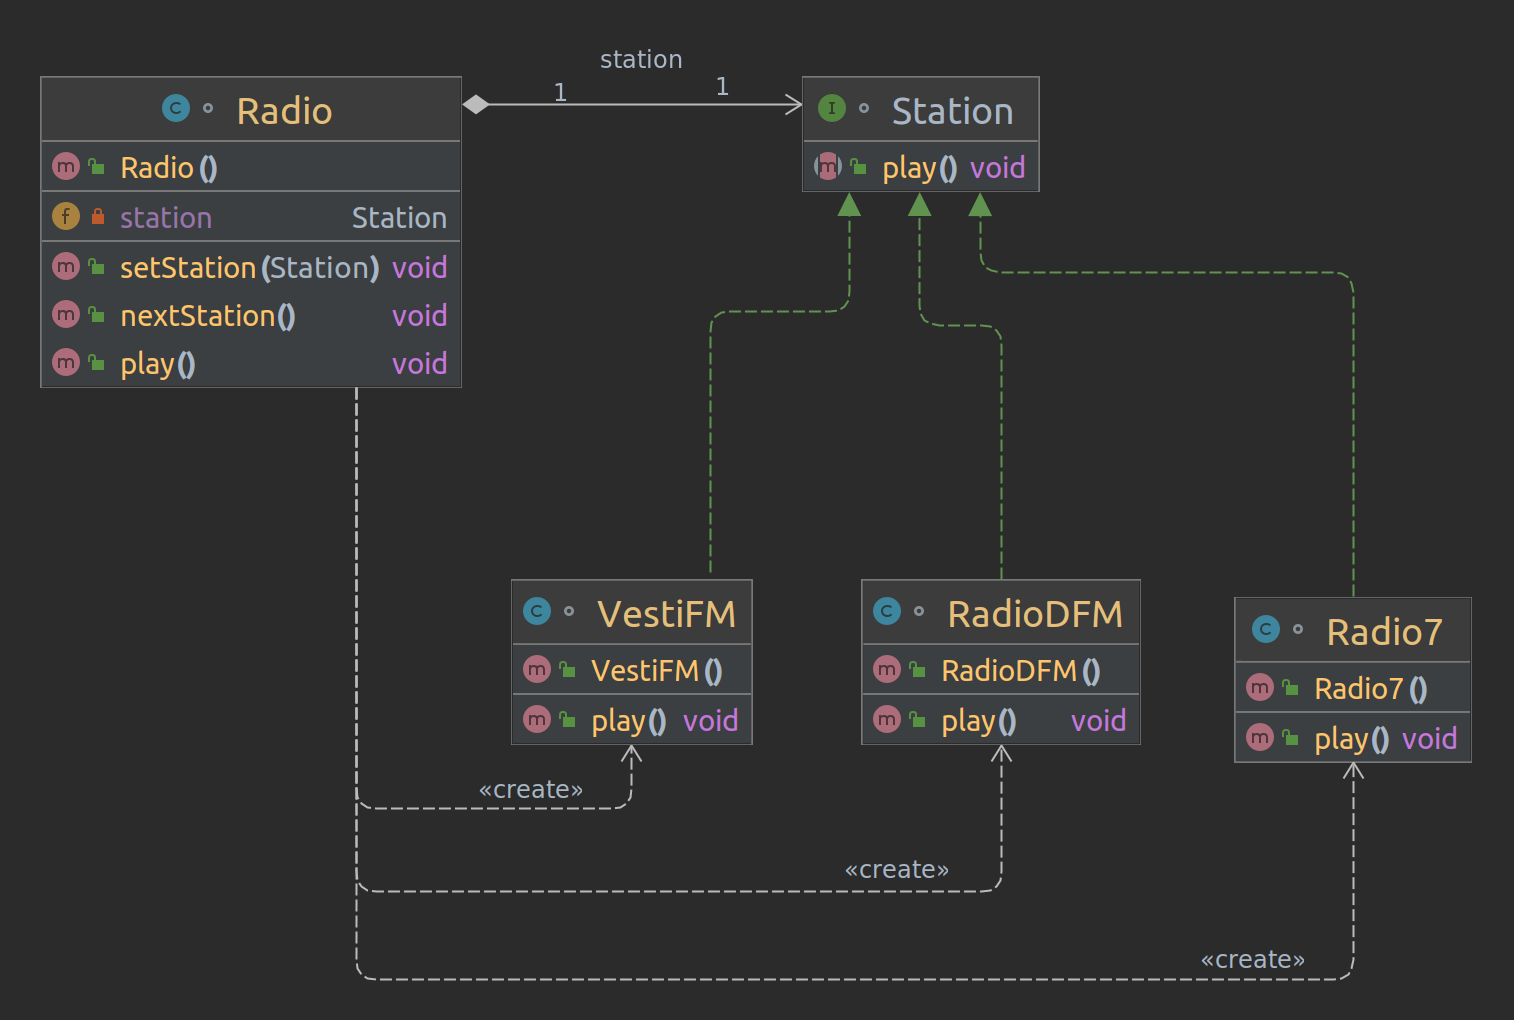 station
1
1
C Radio
m Radio()
f station Station
m setStation(Station) void
m nextStation() void
m play() void
I Station
m play() void
C VestiFM
m VestiFM()
m play() void
C RadioDFM
m RadioDFM()
m play() void
C Radio7
m Radio7()
m play() void
«create»
«create»
«create»